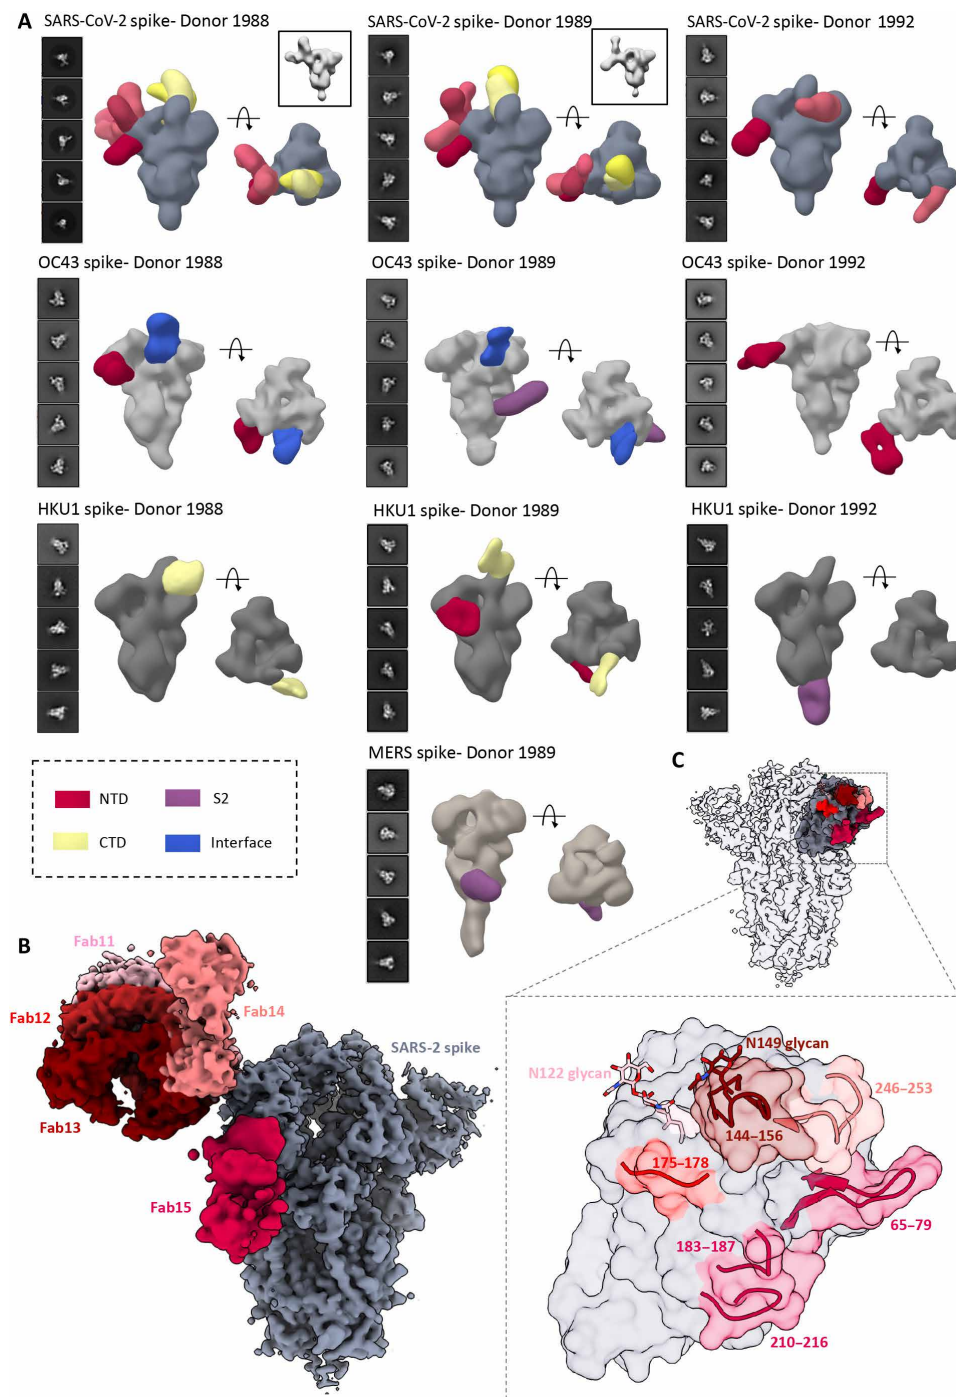 A
SARS-CoV-2 spike- Donor 1988
SARS-CoV-2 spike- Donor 1989
SARS-CoV-2 spike- Donor 1992
OC43 spike- Donor 1988
OC43 spike- Donor 1989
OC43 spike- Donor 1992
HKU1 spike- Donor 1988
HKU1 spike- Donor 1989
HKU1 spike- Donor 1992
MERS spike- Donor 1989
NTD
S2
CTD
Interface
B
Fab11
Fab12
Fab14
SARS-2 spike
Fab13
Fab15
C
N149 glycan
N122 glycan
246–253
144–156
175–178
65–79
183–187
210–216